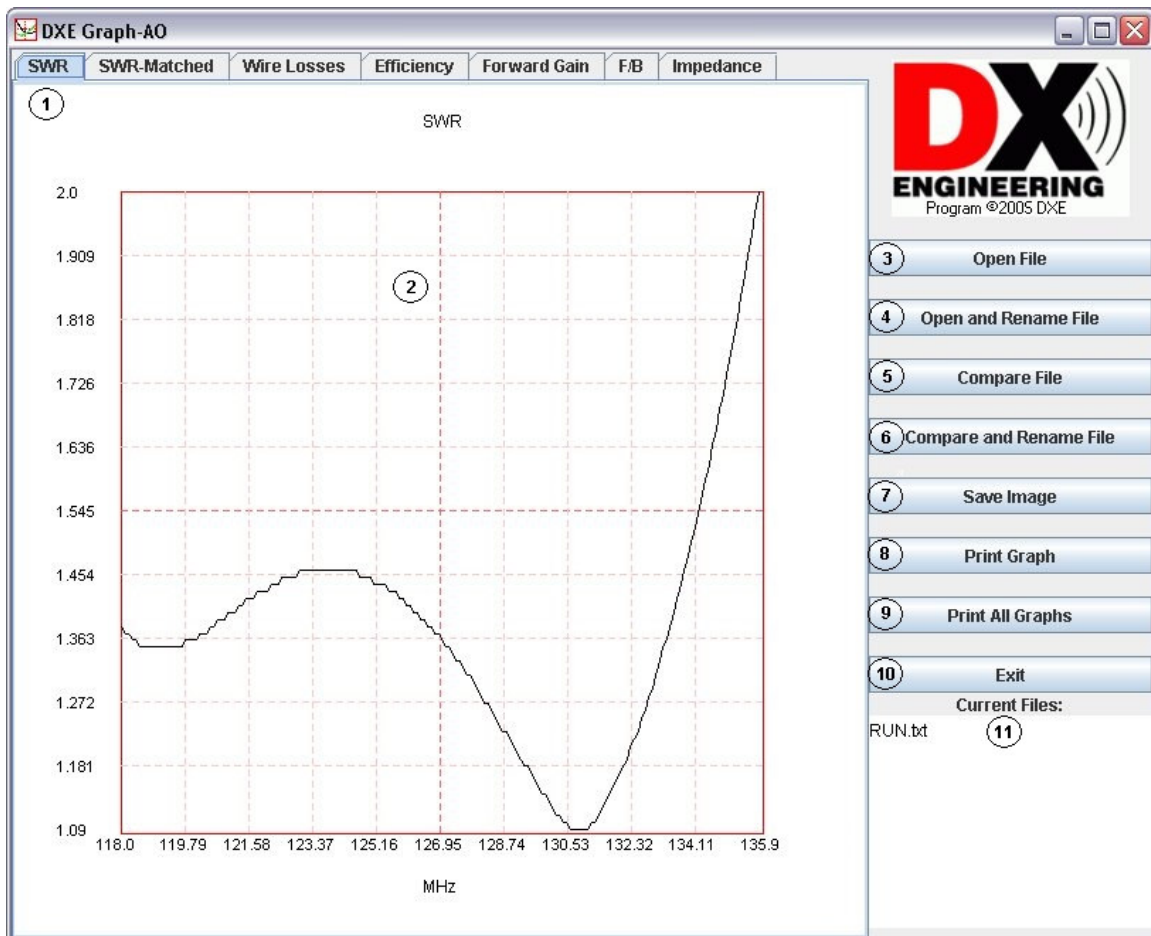 DXE Graph-AO
SWR SWR-Matched Wire Losses Efficiency Forward Gain F/B Impedance
1
SWR
2.0
1.909
1.818
1.726
1.636
1.545
1.454
1.363
1.272
1.181
1.09
2
118.0 119.79 121.58 123.37 125.16 126.95 128.74 130.53 132.32 134.11 135.9
MHz
DX
ENGINEERING
Program ©2005 DXE
3 Open File
4 Open and Rename File
5 Compare File
6 Compare and Rename File
7 Save Image
8 Print Graph
9 Print All Graphs
10 Exit
Current Files:
RUN.txt 11